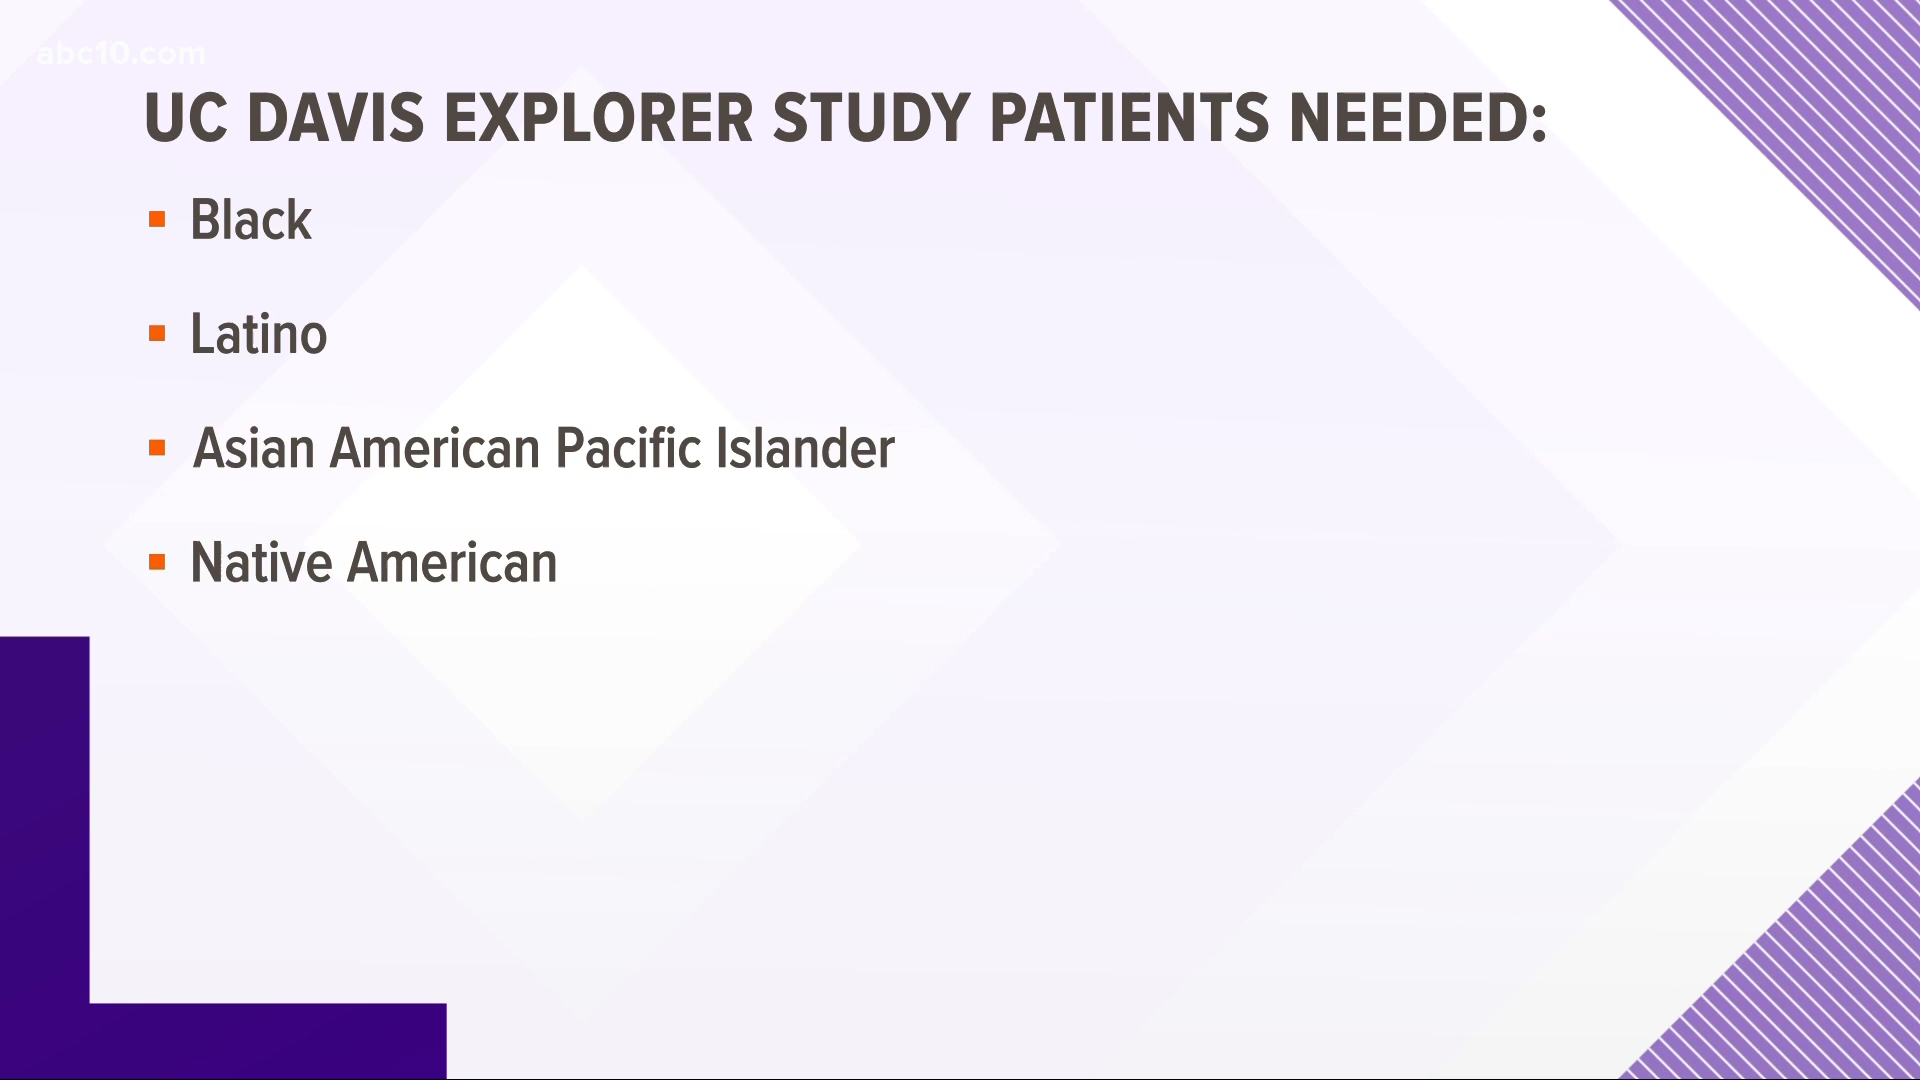 abc10.com
UC DAVIS EXPLORER STUDY PATIENTS NEEDED:
Black
Latino
Asian American Pacific Islander
Native American